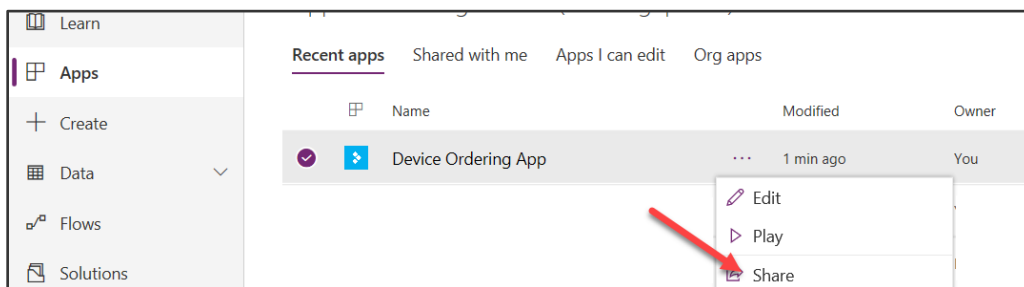 Learn
Apps
Create
Data
Flows
Solutions
Recent apps Shared with me Apps I can edit Org apps
Name Modified Owner
Device Ordering App ... 1 min ago You
Edit
Play
Share